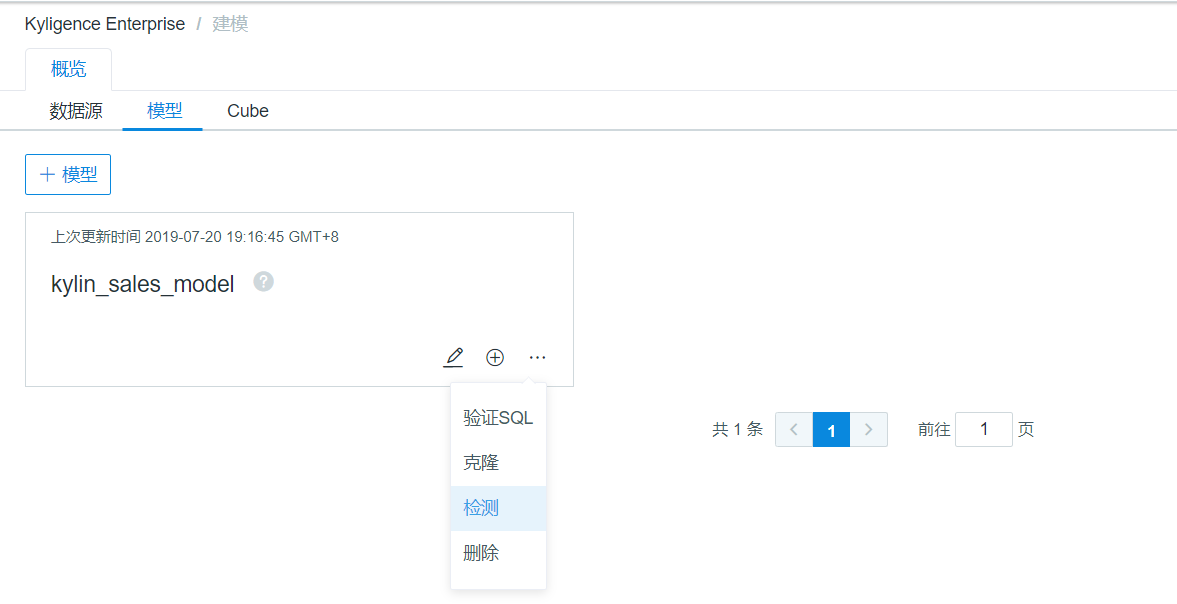 Kyligence Enterprise / 建模
概览
数据源 模型 Cube
+ 模型
上次更新时间 2019-07-20 19:16:45 GMT+8
kylin_sales_model ?
验证SQL
克隆
检测
删除
共 1 条 < 1 > 前往 1 页